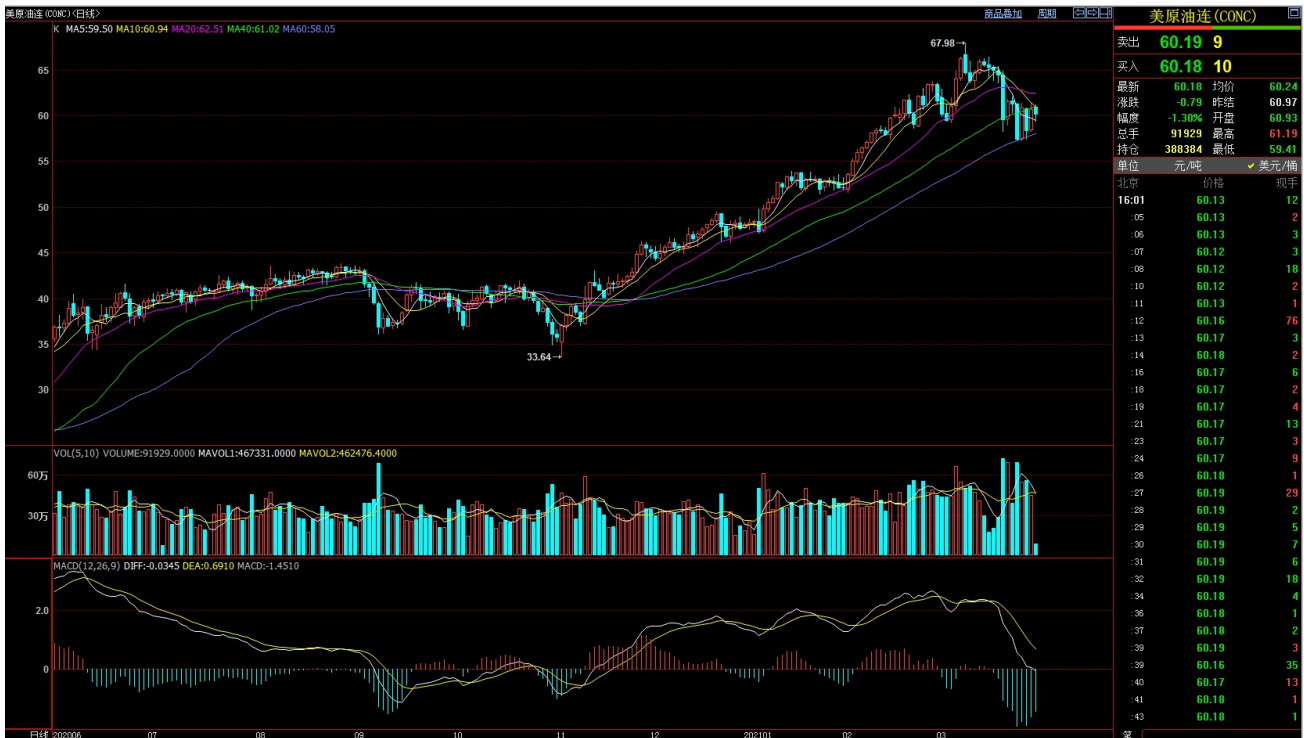 美原油连(CONC)<日线> 商品叠加 周期
K MA5:59.50 MA10:60.94 MA20:62.51 MA40:61.02 MA60:58.05
67.98
65
60
55
50
45
40
35
30
33.64
VOL(5,10) VOLUME:91929.0000 MAVOL1:467331.0000 MAVOL2:462476.4000
60万
30万
MACD(12,26,9) DIFF:-0.0345 DEA:0.6910 MACD:-1.4510
2.0
0
日线 202006 07 08 09 10 11 12 202101 02 03
美原油连(CONC)
卖出 60.19 9
买入 60.18 10
最新 60.18 均价 60.24
涨跌 -0.79 昨结 60.97
幅度 -1.30% 开盘 60.93
总手 91929 最高 61.19
持仓 388384 最低 59.41
单位 元/吨 美元/桶
北京 价格 现手
16:01 60.13 12
:05 60.13 2
:06 60.13 3
:07 60.12 3
:08 60.12 18
:10 60.12 2
:11 60.13 1
:12 60.16 76
:13 60.17 3
:14 60.18 2
:16 60.17 6
:18 60.17 2
:19 60.17 4
:21 60.17 13
:23 60.17 3
:24 60.17 9
:26 60.18 1
:27 60.19 29
:28 60.19 2
:29 60.19 5
:30 60.19 7
:31 60.19 6
:32 60.19 18
:34 60.18 4
:36 60.18 1
:37 60.18 2
:39 60.19 3
:39 60.16 35
:40 60.17 13
:41 60.18 1
:43 60.18 1
笔